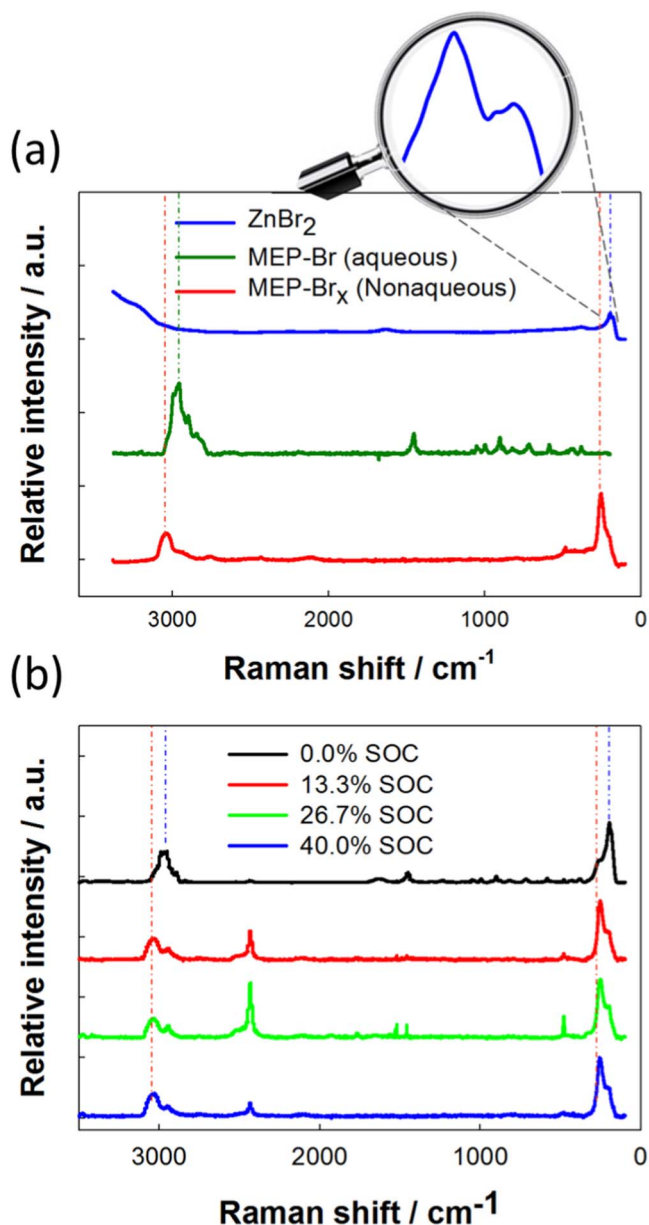 (a)
ZnBr₂
MEP-Br (aqueous)
MEP-Brₓ (Nonaqueous)
Relative intensity / a.u.
3000 2000 1000 0
Raman shift / cm⁻¹
(b)
0.0% SOC
13.3% SOC
26.7% SOC
40.0% SOC
Relative intensity / a.u.
3000 2000 1000 0
Raman shift / cm⁻¹